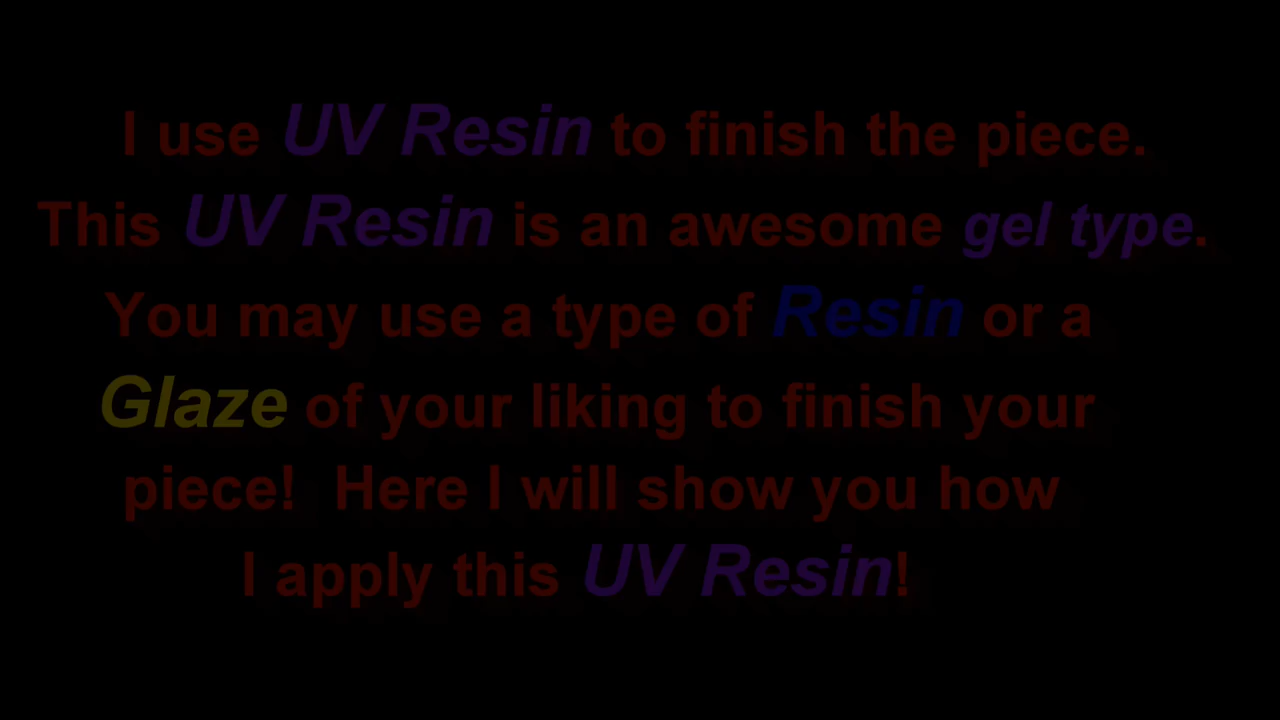 I use UV Resin to finish the piece.
This UV Resin is an awesome gel type.
You may use a type of Resin or a
Glaze of your liking to finish your
piece! Here I will show you how
I apply this UV Resin!